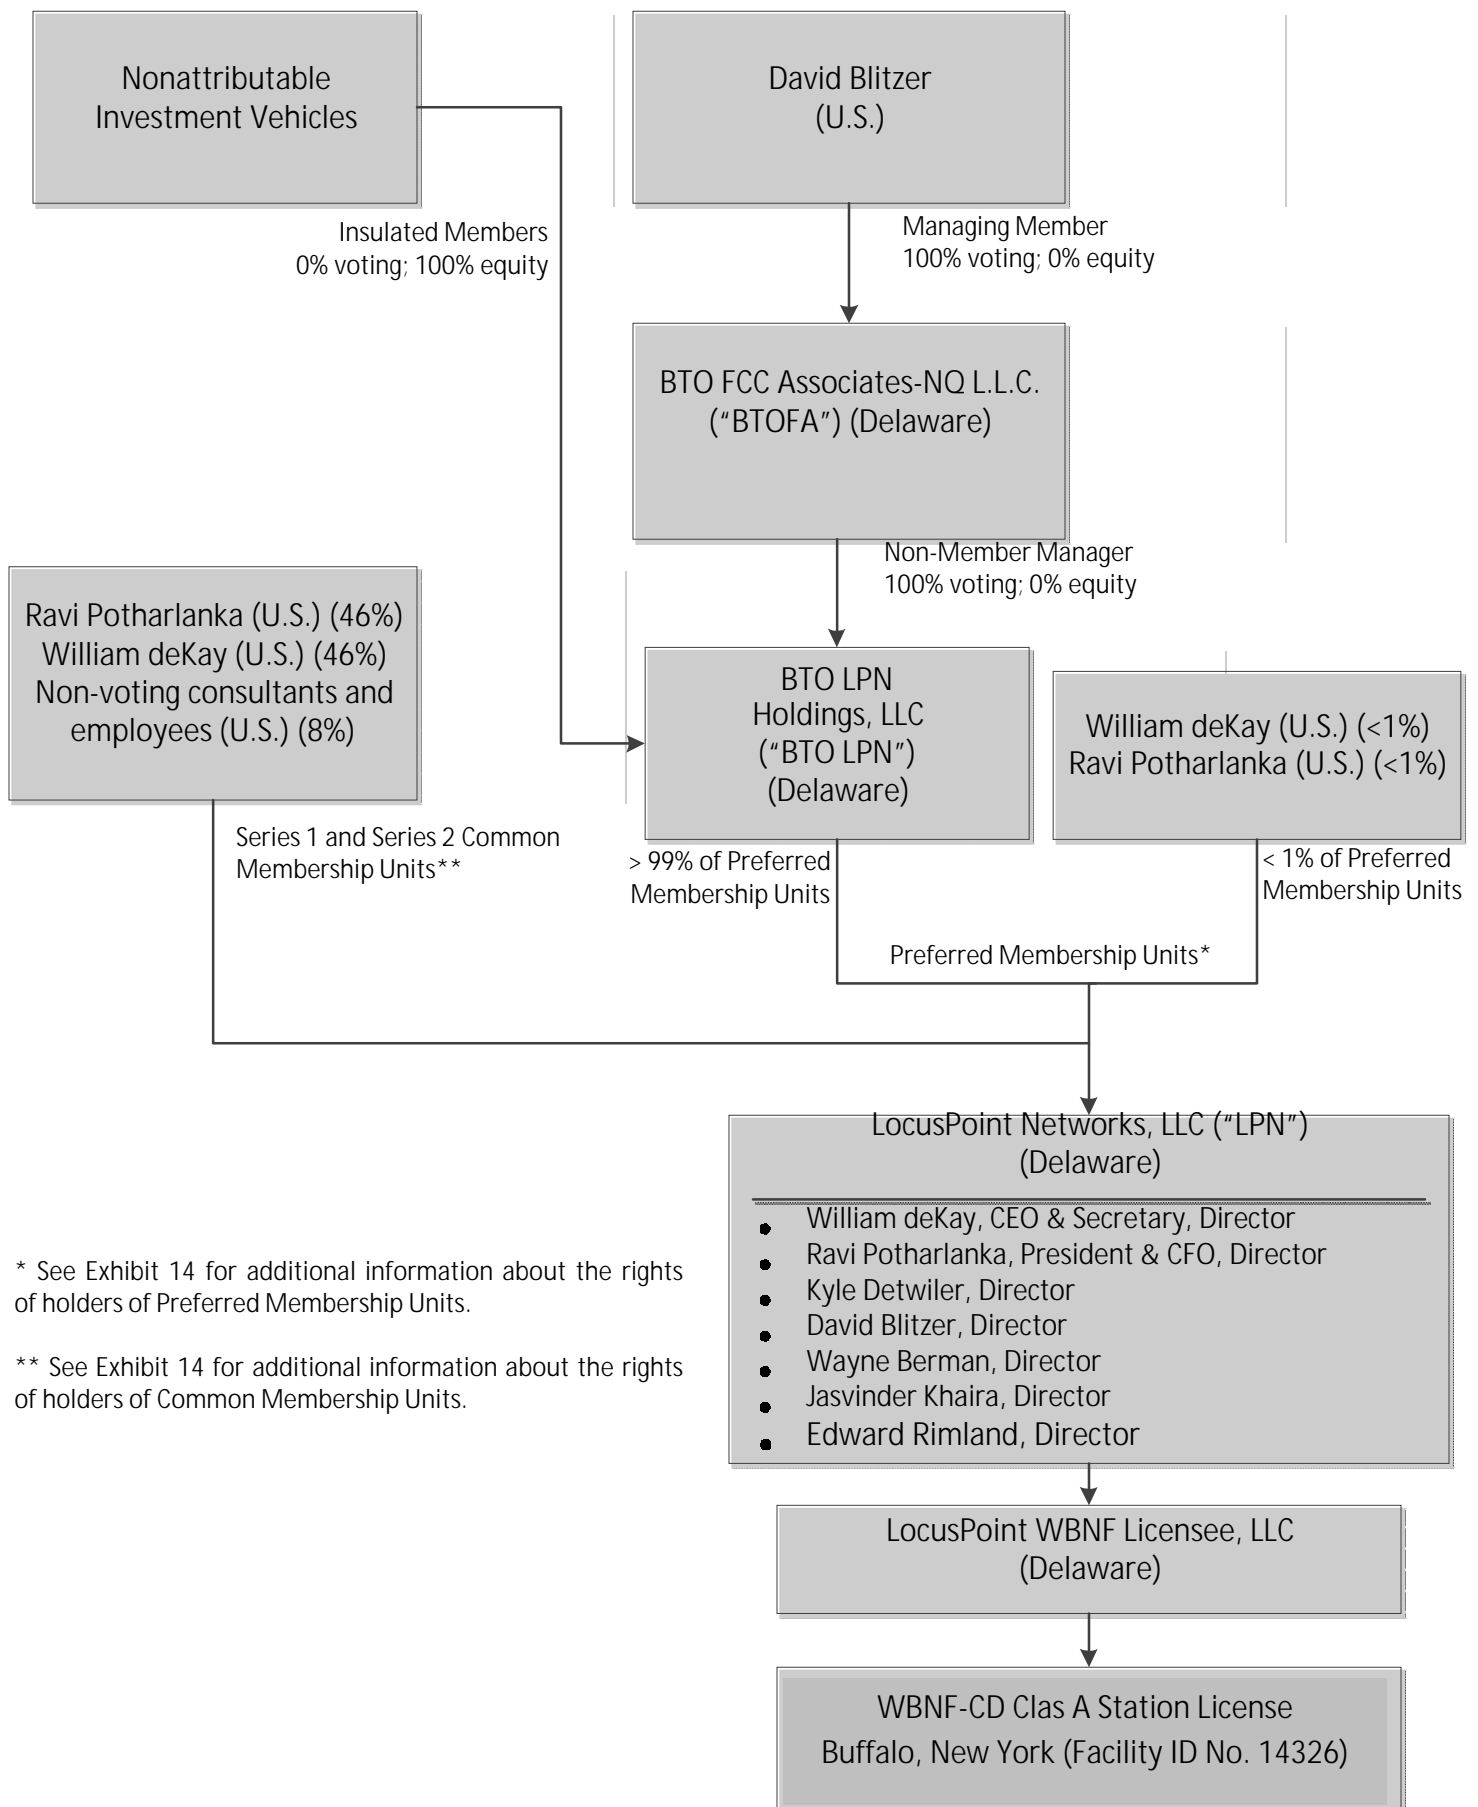 Nonattributable
Investment Vehicles
David Blitzer
(U.S.)
Insulated Members
0% voting; 100% equity
Managing Member
100% voting; 0% equity
BTO FCC Associates-NQ L.L.C.
(“BTOFA”) (Delaware)
Non-Member Manager
100% voting; 0% equity
Ravi Potharlanka (U.S.) (46%)
William deKay (U.S.) (46%)
Non-voting consultants and
employees (U.S.) (8%)
BTO LPN
Holdings, LLC
(“BTO LPN”)
(Delaware)
William deKay (U.S.) (<1%)
Ravi Potharlanka (U.S.) (<1%)
Series 1 and Series 2 Common
Membership Units**
> 99% of Preferred
Membership Units
< 1% of Preferred
Membership Units
Preferred Membership Units*
LocusPoint Networks, LLC (“LPN”)
(Delaware)
• William deKay, CEO & Secretary, Director
• Ravi Potharlanka, President & CFO, Director
• Kyle Detwiler, Director
• David Blitzer, Director
• Wayne Berman, Director
• Jasvinder Khaira, Director
• Edward Rimland, Director
* See Exhibit 14 for additional information about the rights
of holders of Preferred Membership Units.
** See Exhibit 14 for additional information about the rights
of holders of Common Membership Units.
LocusPoint WBNF Licensee, LLC
(Delaware)
WBNF-CD Clas A Station License
Buffalo, New York (Facility ID No. 14326)